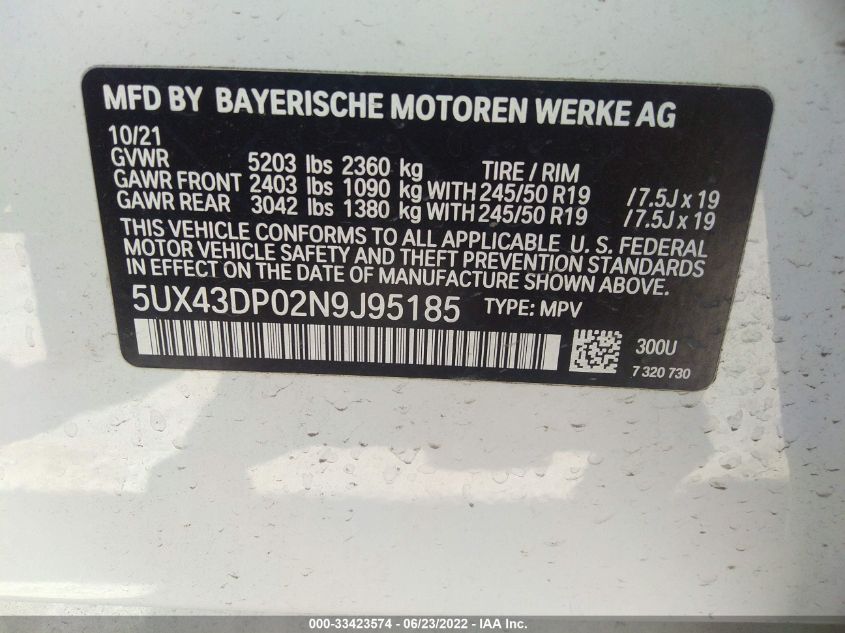 MFD BY BAYERISCHE MOTOREN WERKE AG
10/21
GVWR 5203 lbs 2360 kg TIRE / RIM
GAWR FRONT 2403 lbs 1090 kg WITH 245/50 R19 / 7.5J x 19
GAWR REAR 3042 lbs 1380 kg WITH 245/50 R19 / 7.5J x 19
THIS VEHICLE CONFORMS TO ALL APPLICABLE U. S. FEDERAL
MOTOR VEHICLE SAFETY AND THEFT PREVENTION STANDARDS
IN EFFECT ON THE DATE OF MANUFACTURE SHOWN ABOVE.
5UX43DP02N9J95185 TYPE: MPV
300U
7 320 730
000-33423574 / 06/23/2022 - IAA Inc.